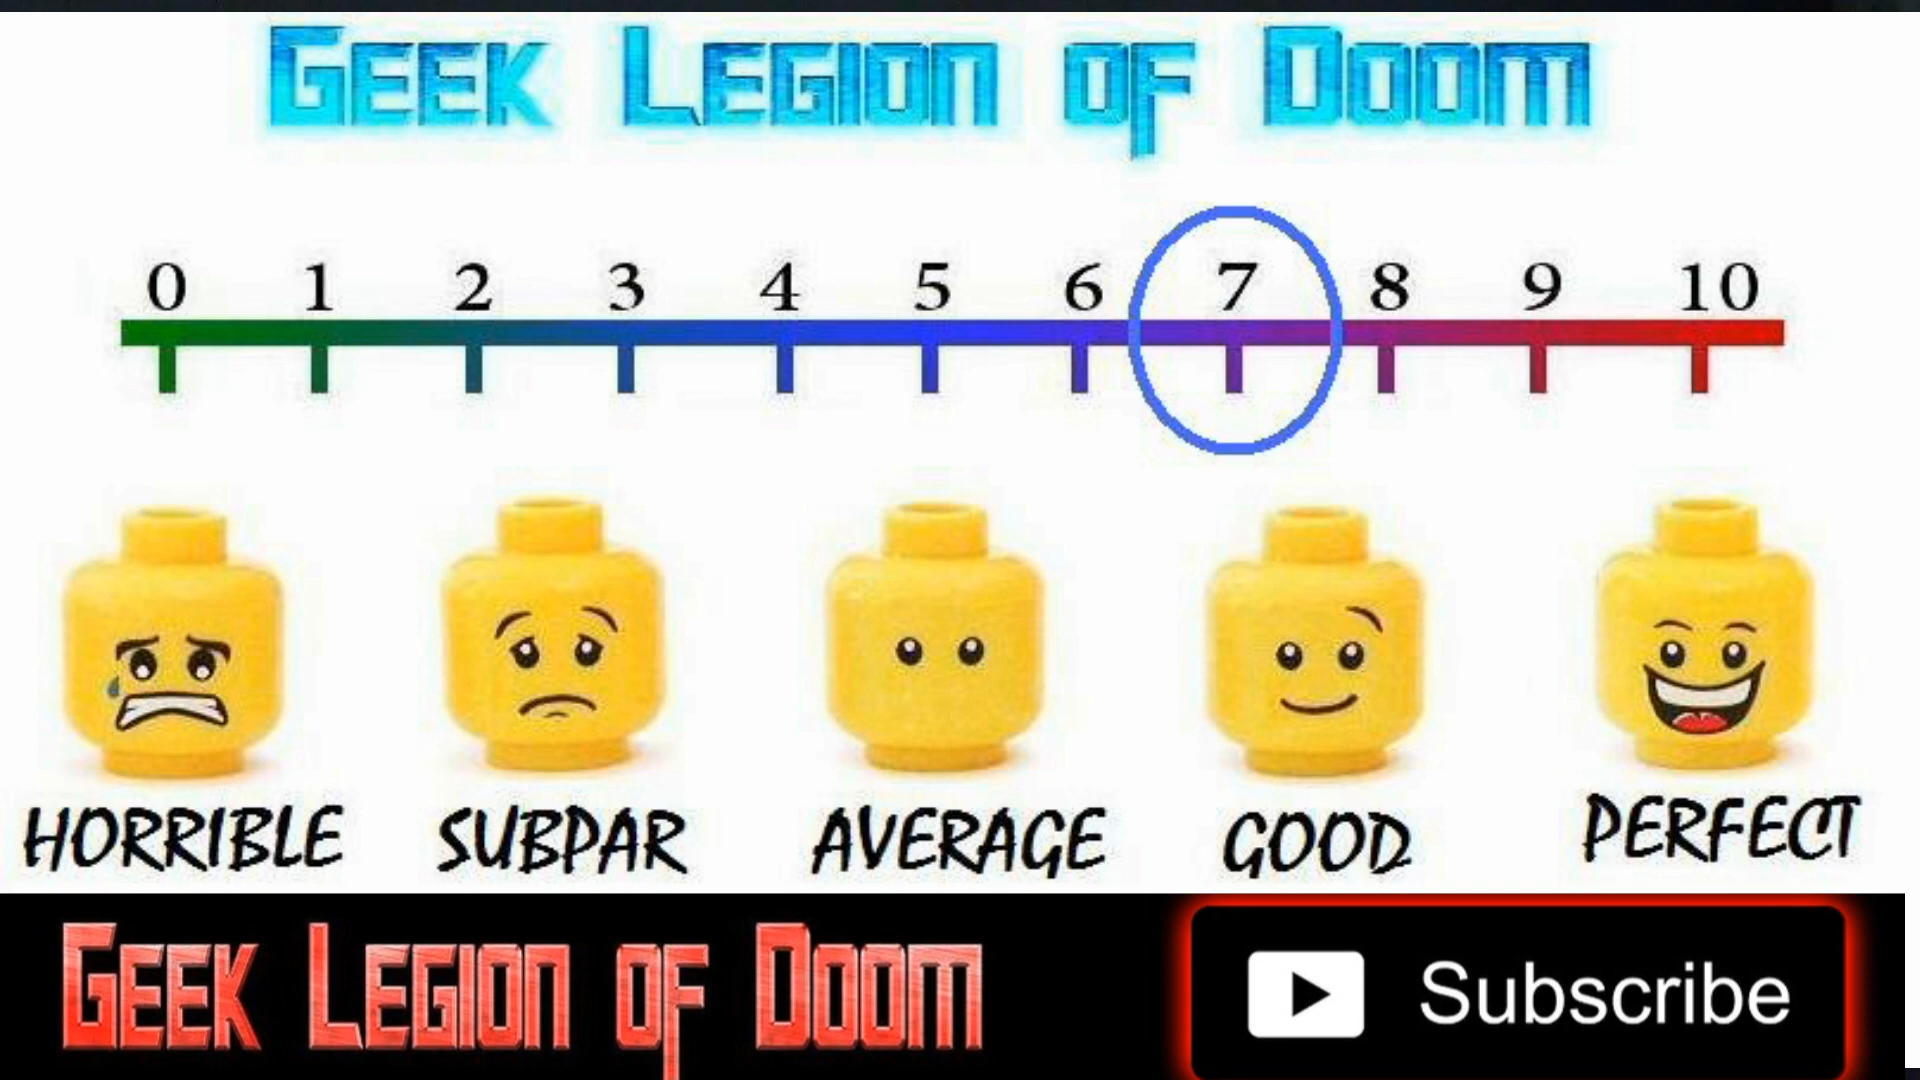 GEEK LEGION OF DOOM
0 1 2 3 4 5 6 7 8 9 10
HORRIBLE SUBPAR AVERAGE GOOD PERFECT
GEEK LEGION OF DOOM
Subscribe